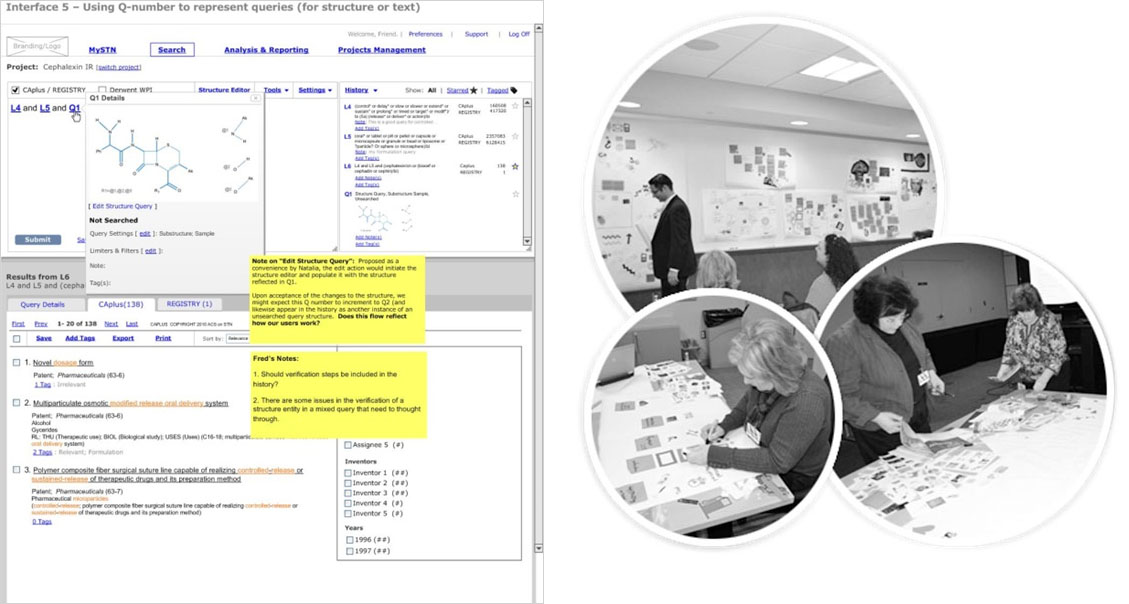 Interface 5 – Using Q-number to represent queries (for structure or text)
Welcome, Friend. | Preferences | Support | Log Off
Branding/Logo
MySTN Search Analysis & Reporting Projects Management
Project: Cephalexin IR [switch project]
CAplus / REGISTRY Derwent WPI Structure Editor Tools Settings
L4 and L5 and Q1
Q1 Details
[ Edit Structure Query ]
Not Searched
Query Settings [ edit ]: Substructure; Sample
Limiters & Filters [ edit ]:
Note:
Tag(s):
Submit
History Show: All | Starred | Tagged
L4
CAplus
REGISTRY
Add Tag(s)
L5
CAplus
REGISTRY
Add Tag(s)
L6
CAplus 138
REGISTRY 1
Add Note(s)
Add Tag(s)
Q1 Structure Query, Substructure Sample,
Unsearched
Add Note(s)
Add Tag(s)
Note on "Edit Structure Query": Proposed as a
convenience by Natalia, the edit action would initiate the
structure editor and populate it with the structure
reflected in Q1.
Upon acceptance of the changes to the structure, we
might expect this Q number to increment to Q2 (and
likewise appear in the history as another instance of an
unsearched query structure. Does this flow reflect
how our users work?
Results from L6
L4 and L5 and (cepha
Query Details CAplus(138) REGISTRY (1)
First Prev 1- 20 of 138 Next Last CAPLUS COPYRIGHT 2010 ACS on STN
Save Add Tags Export Print Sort by: Relevance
Fred's Notes:
1. Should verification steps be included in the
history?
2. There are some issues in the verification of a
structure entity in a mixed query that need to thought
through.
1. Novel dosage form
Patent; Pharmaceuticals (63-6)
1 Tag : Irrelevant
2. Multiparticulate osmotic modified release oral delivery system
Patent; Pharmaceuticals (63-6)
Alcohol
Gycerides
RL: THU (Therapeutic use); BIOL (Biological study); USES (Uses) (C16-18; multiparticulate
oral delivery system)
2 Tags : Relevant; Formulation
3. Polymer composite fiber surgical suture line capable of realizing controlled-release or
sustained-release of therapeutic drugs and its preparation method
Patent; Pharmaceuticals (63-7)
Pharmaceutical microparticles
(controlled-release; polymer composite fiber surgical suture line capable of realizing controlled-release or
sustained-release of therapeutic drugs and its preparation method)
0 Tags
Assignee 5 (#)
Inventors
Inventor 1 (##)
Inventor 2 (##)
Inventor 3 (##)
Inventor 4 (#)
Inventor 5 (#)
Years
1996 (##)
1997 (##)